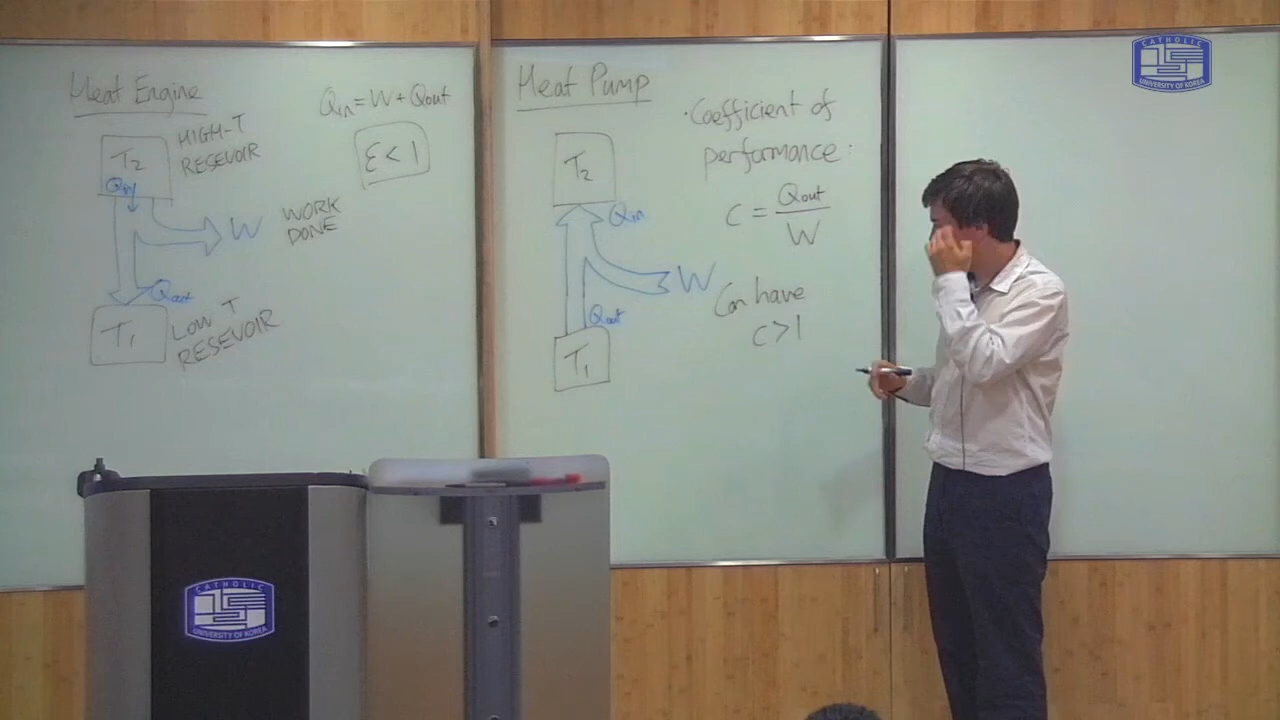 Heat Engine
Qin = W + Qout
ε < 1
T2
HIGH-T
RESEVOIR
Qin
W
WORK
DONE
Qout
T1
LOW T
RESEVOIR
Heat Pump
T2
Qin
W
Qout
T1
·Coefficient of
performance:
c = Qout
W
Can have
c > 1
CATHOLIC
UNIVERSITY OF KOREA
CATHOLIC
UNIVERSITY OF KOREA